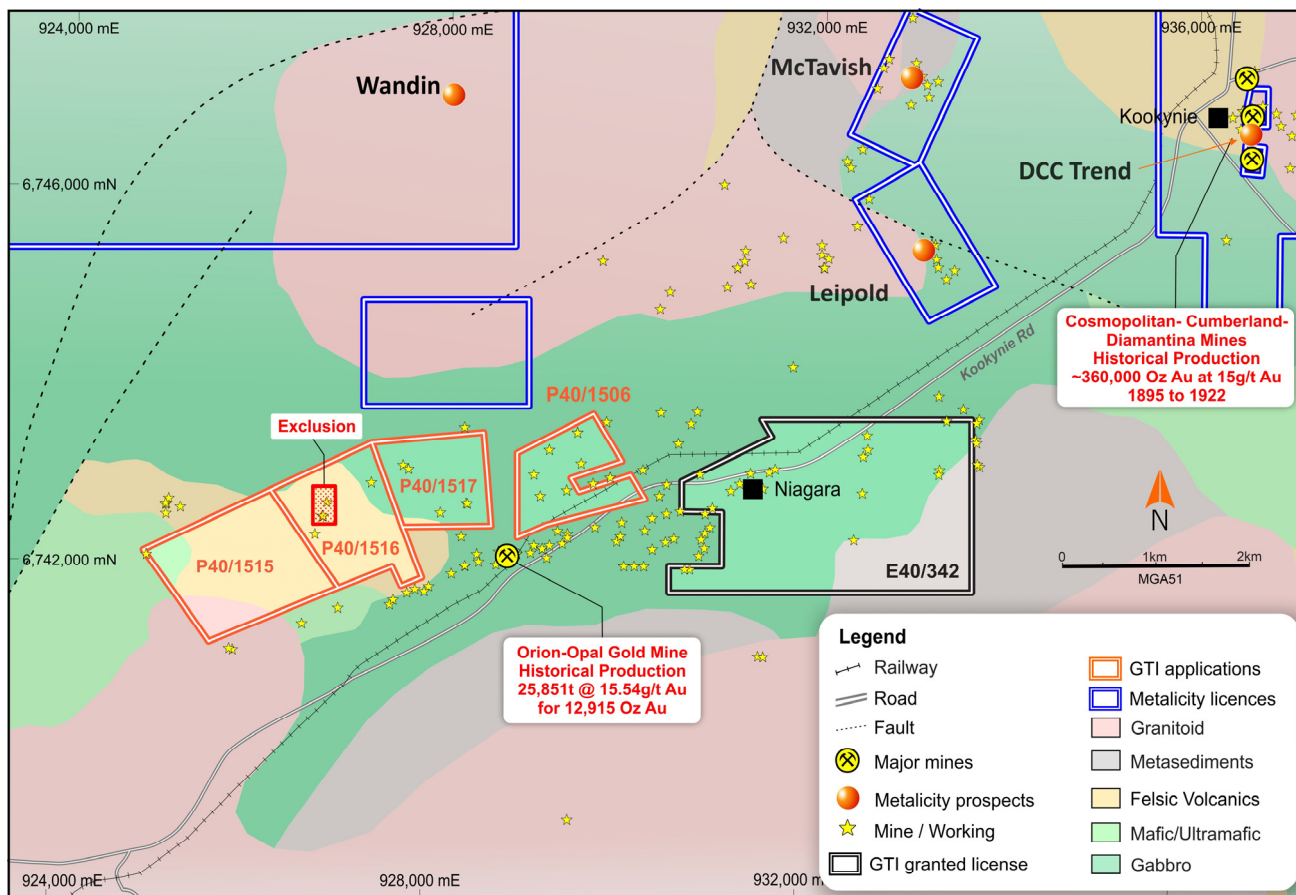 924,000 mE
928,000 mE
932,000 mE
936,000 mE
Wandin
McTavish
Kookynie
DCC Trend
6,746,000 mN
Leipold
Kookynie Rd
Cosmopolitan- Cumberland-
Diamantina Mines
Historical Production
~360,000 Oz Au at 15g/t Au
1895 to 1922
P40/1506
Exclusion
P40/1517
Niagara
N
6,742,000 mN
P40/1516
P40/1515
E40/342
0
1km
2km
MGA51
Orion-Opal Gold Mine
Historical Production
25,851t @ 15.54g/t Au
for 12,915 Oz Au
Legend
Railway
Road
Fault
Major mines
Metalicity prospects
Mine / Working
GTI granted license
GTI applications
Metalicity licences
Granitoid
Metasediments
Felsic Volcanics
Mafic/Ultramafic
Gabbro
924,000 mE
928,000 mE
932,000 mE